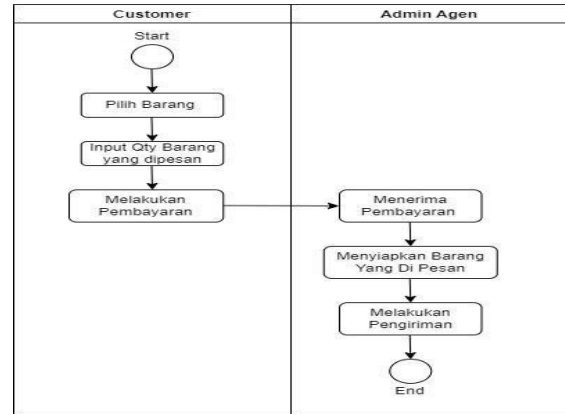 Customer
Admin Agen
Start
Pilih Barang
Input Qty Barang
yang dipesan
Melakukan
Pembayaran
Menerima
Pembayaran
Menyiapkan Barang
Yang Di Pesan
Melakukan
Pengiriman
End